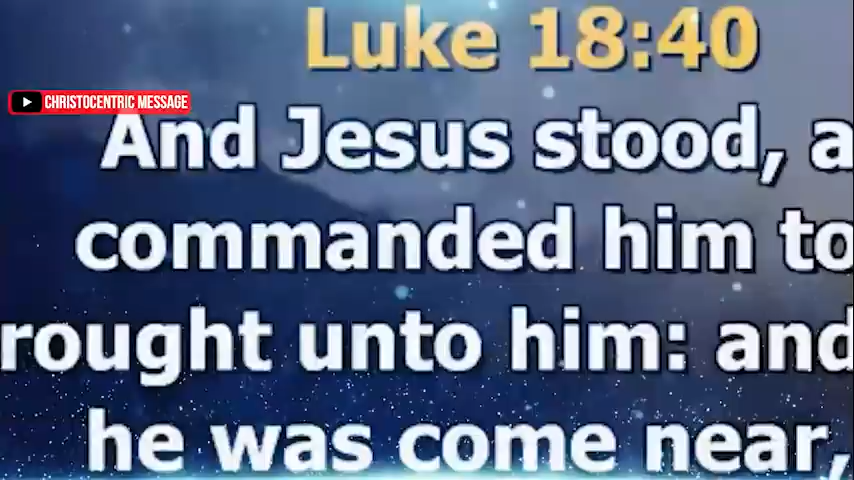 Luke 18:40
CHRISTOCENTRIC MESSAGE
And Jesus stood, a
commanded him to
rought unto him: and
he was come near,